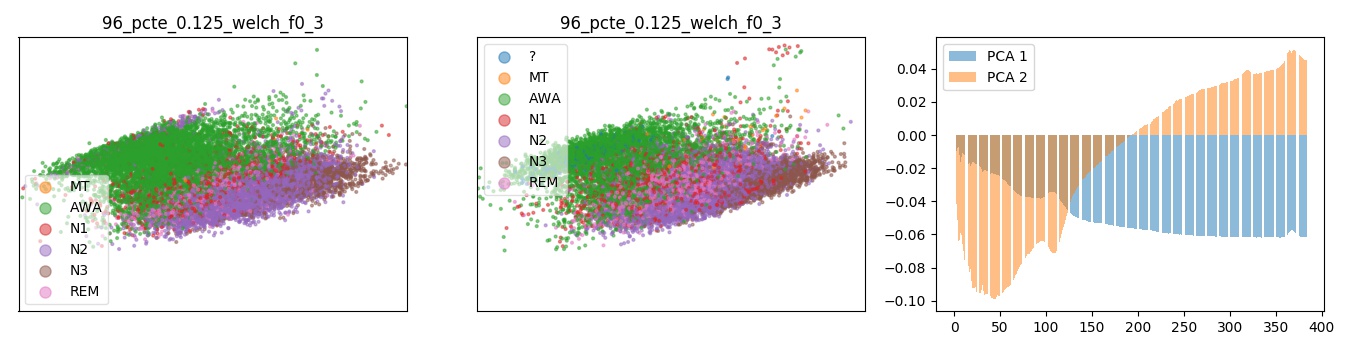 96_pcte_0.125_welch_f0_3
MT
AWA
N1
N2
N3
REM
96_pcte_0.125_welch_f0_3
?
MT
AWA
N1
N2
N3
REM
PCA 1
PCA 2
0.04
0.02
0.00
−0.02
−0.04
−0.06
−0.08
−0.10
0 50 100 150 200 250 300 350 400